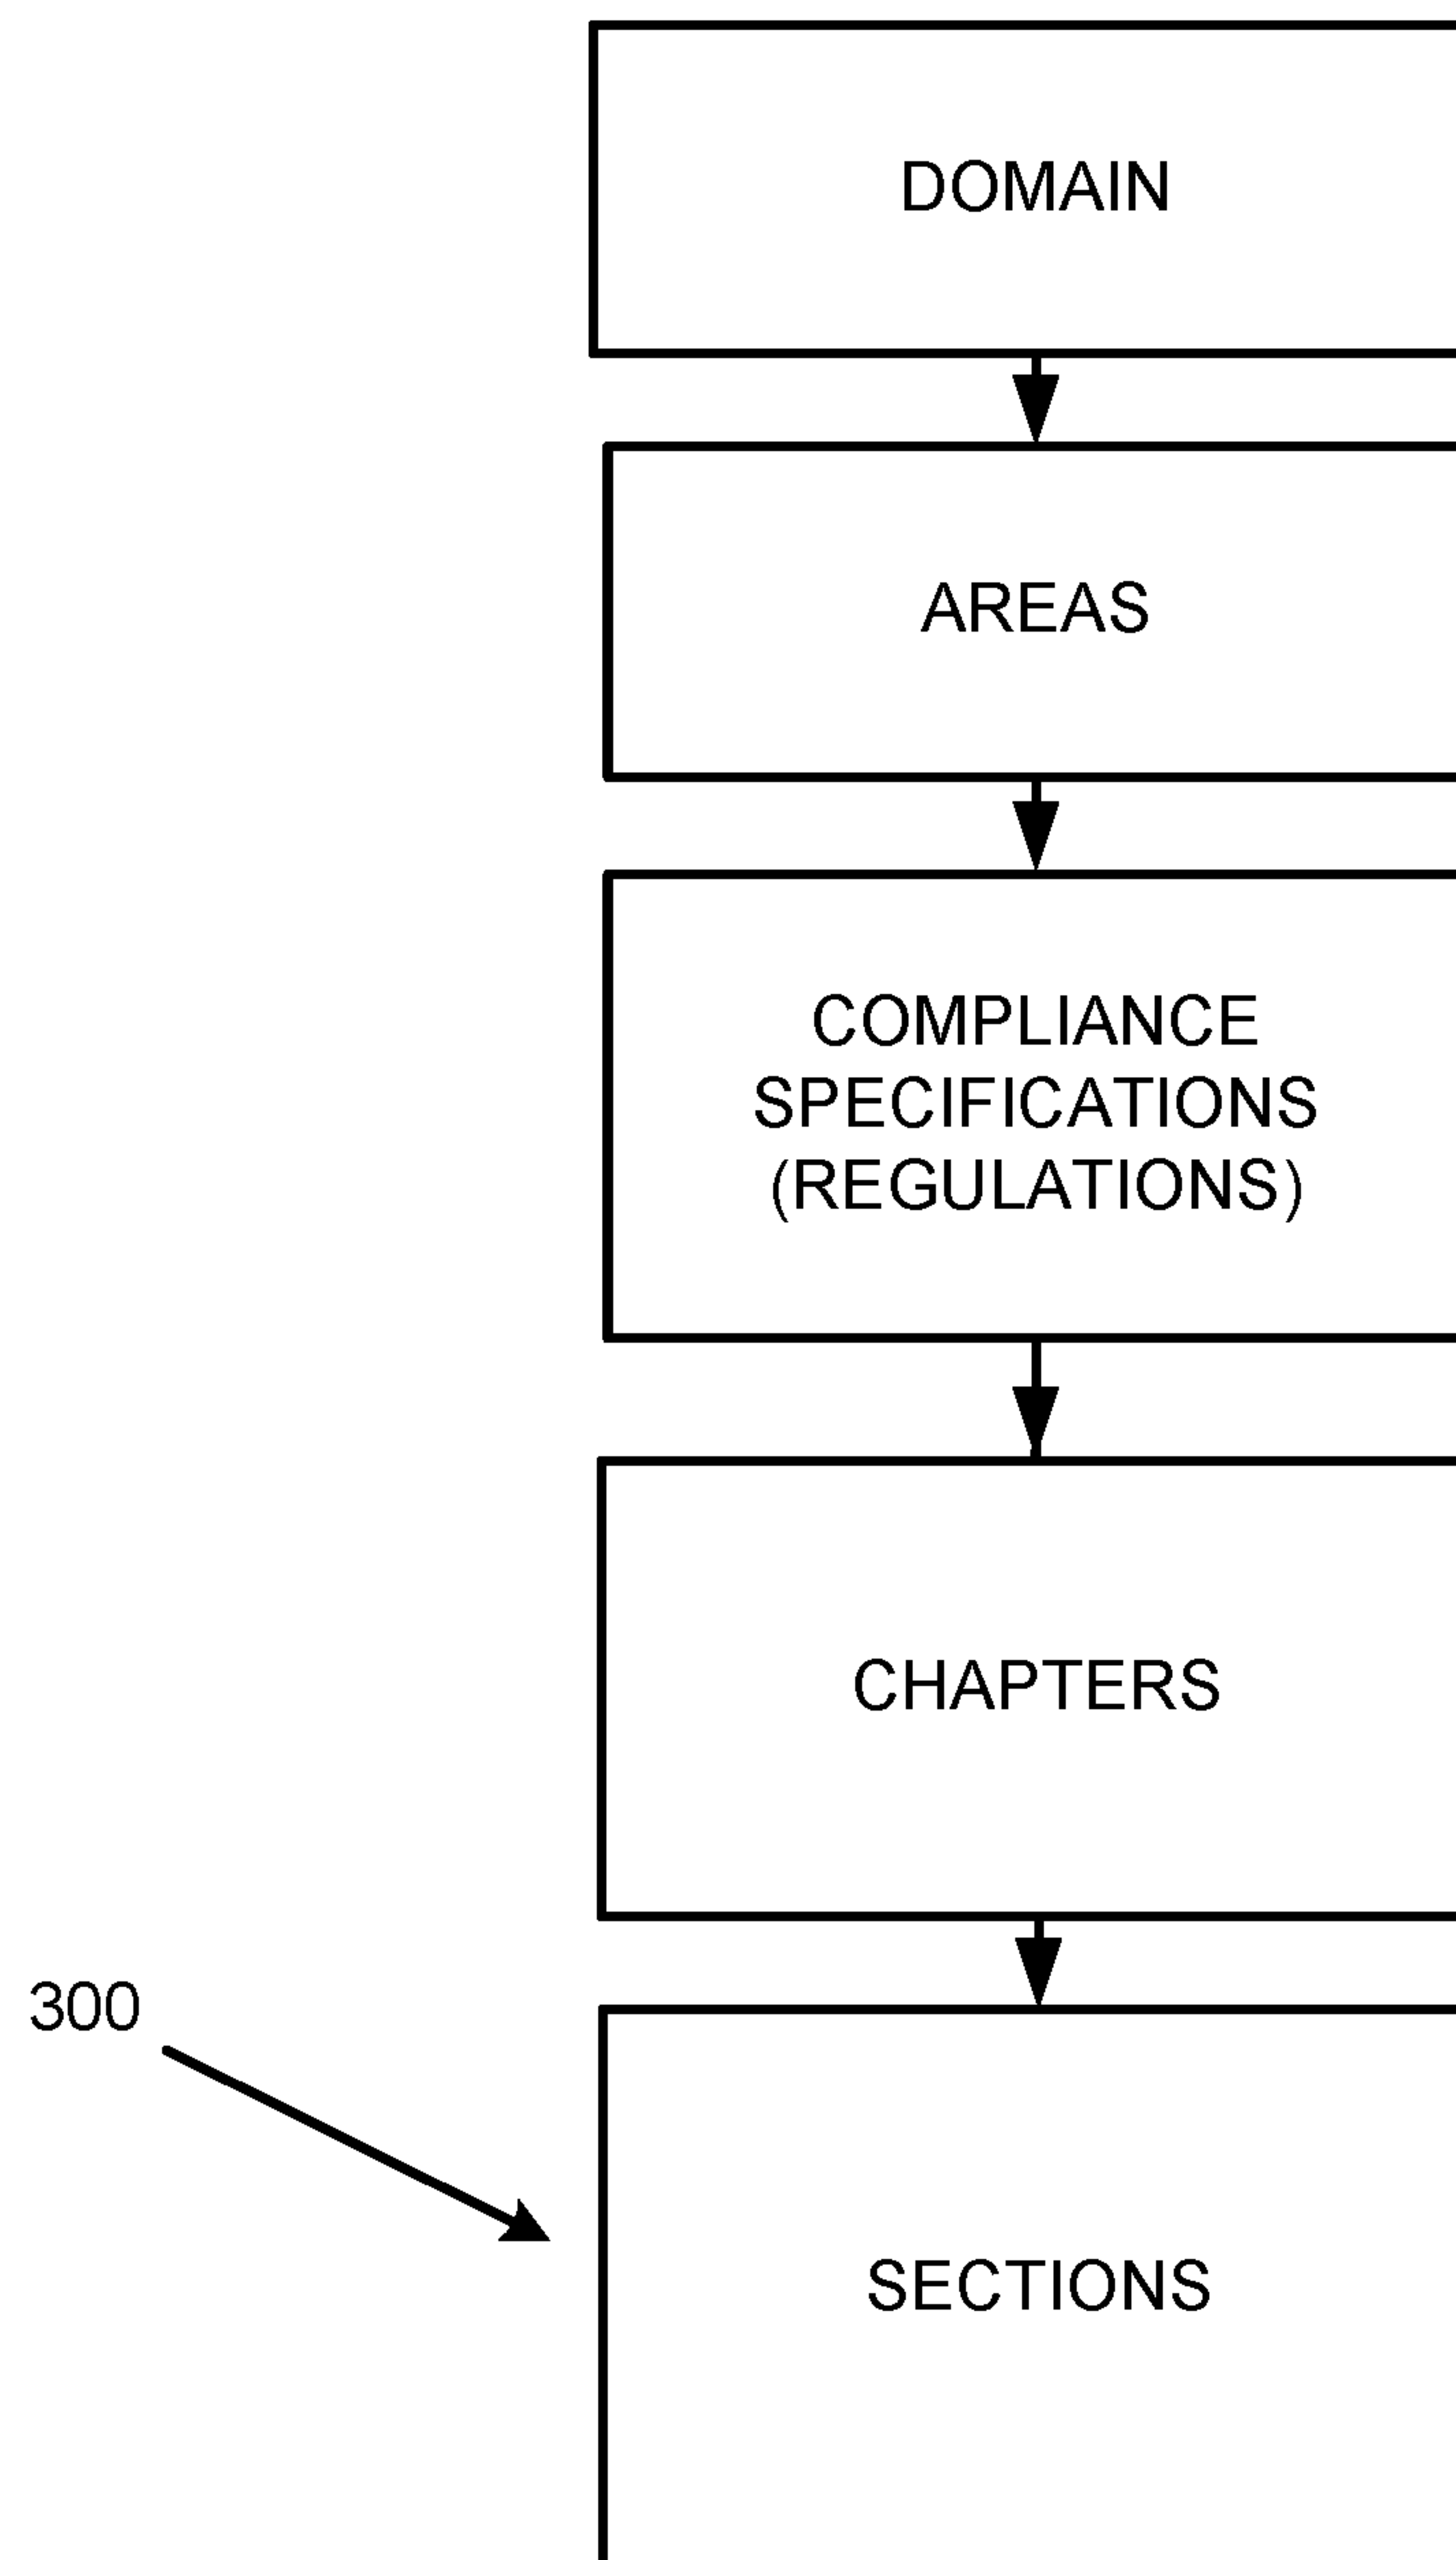 DOMAIN
AREAS
COMPLIANCE
SPECIFICATIONS
(REGULATIONS)
CHAPTERS
300
SECTIONS